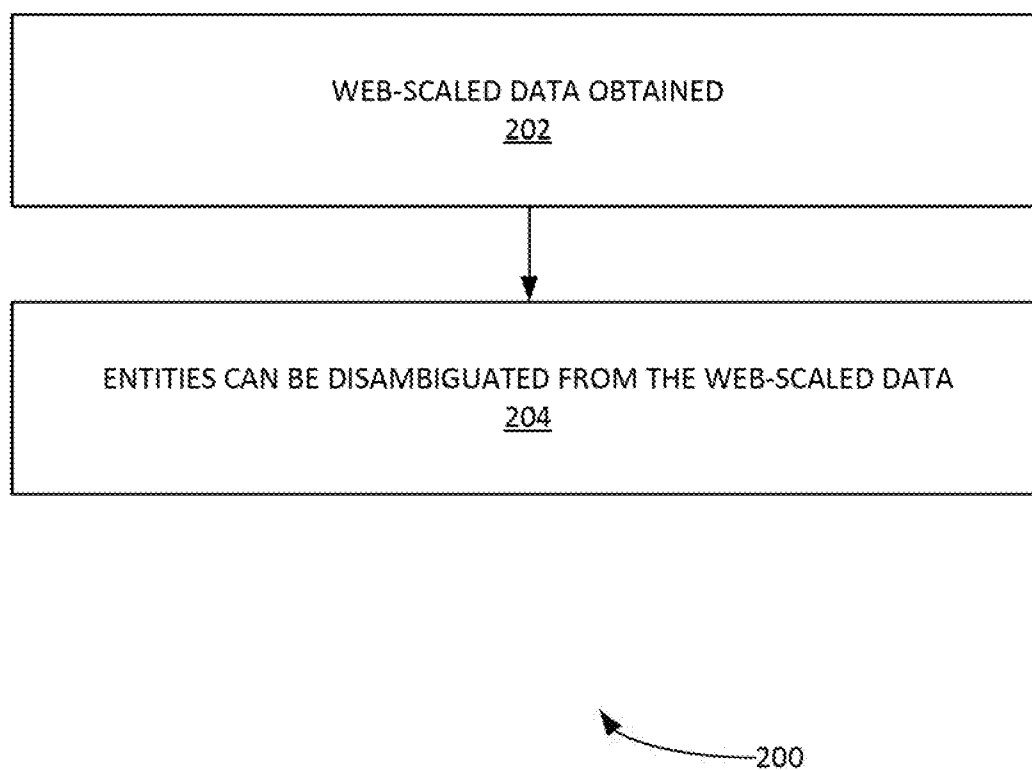 WEB-SCALED DATA OBTAINED
202
ENTITIES CAN BE DISAMBIGUATED FROM THE WEB-SCALED DATA
204
200